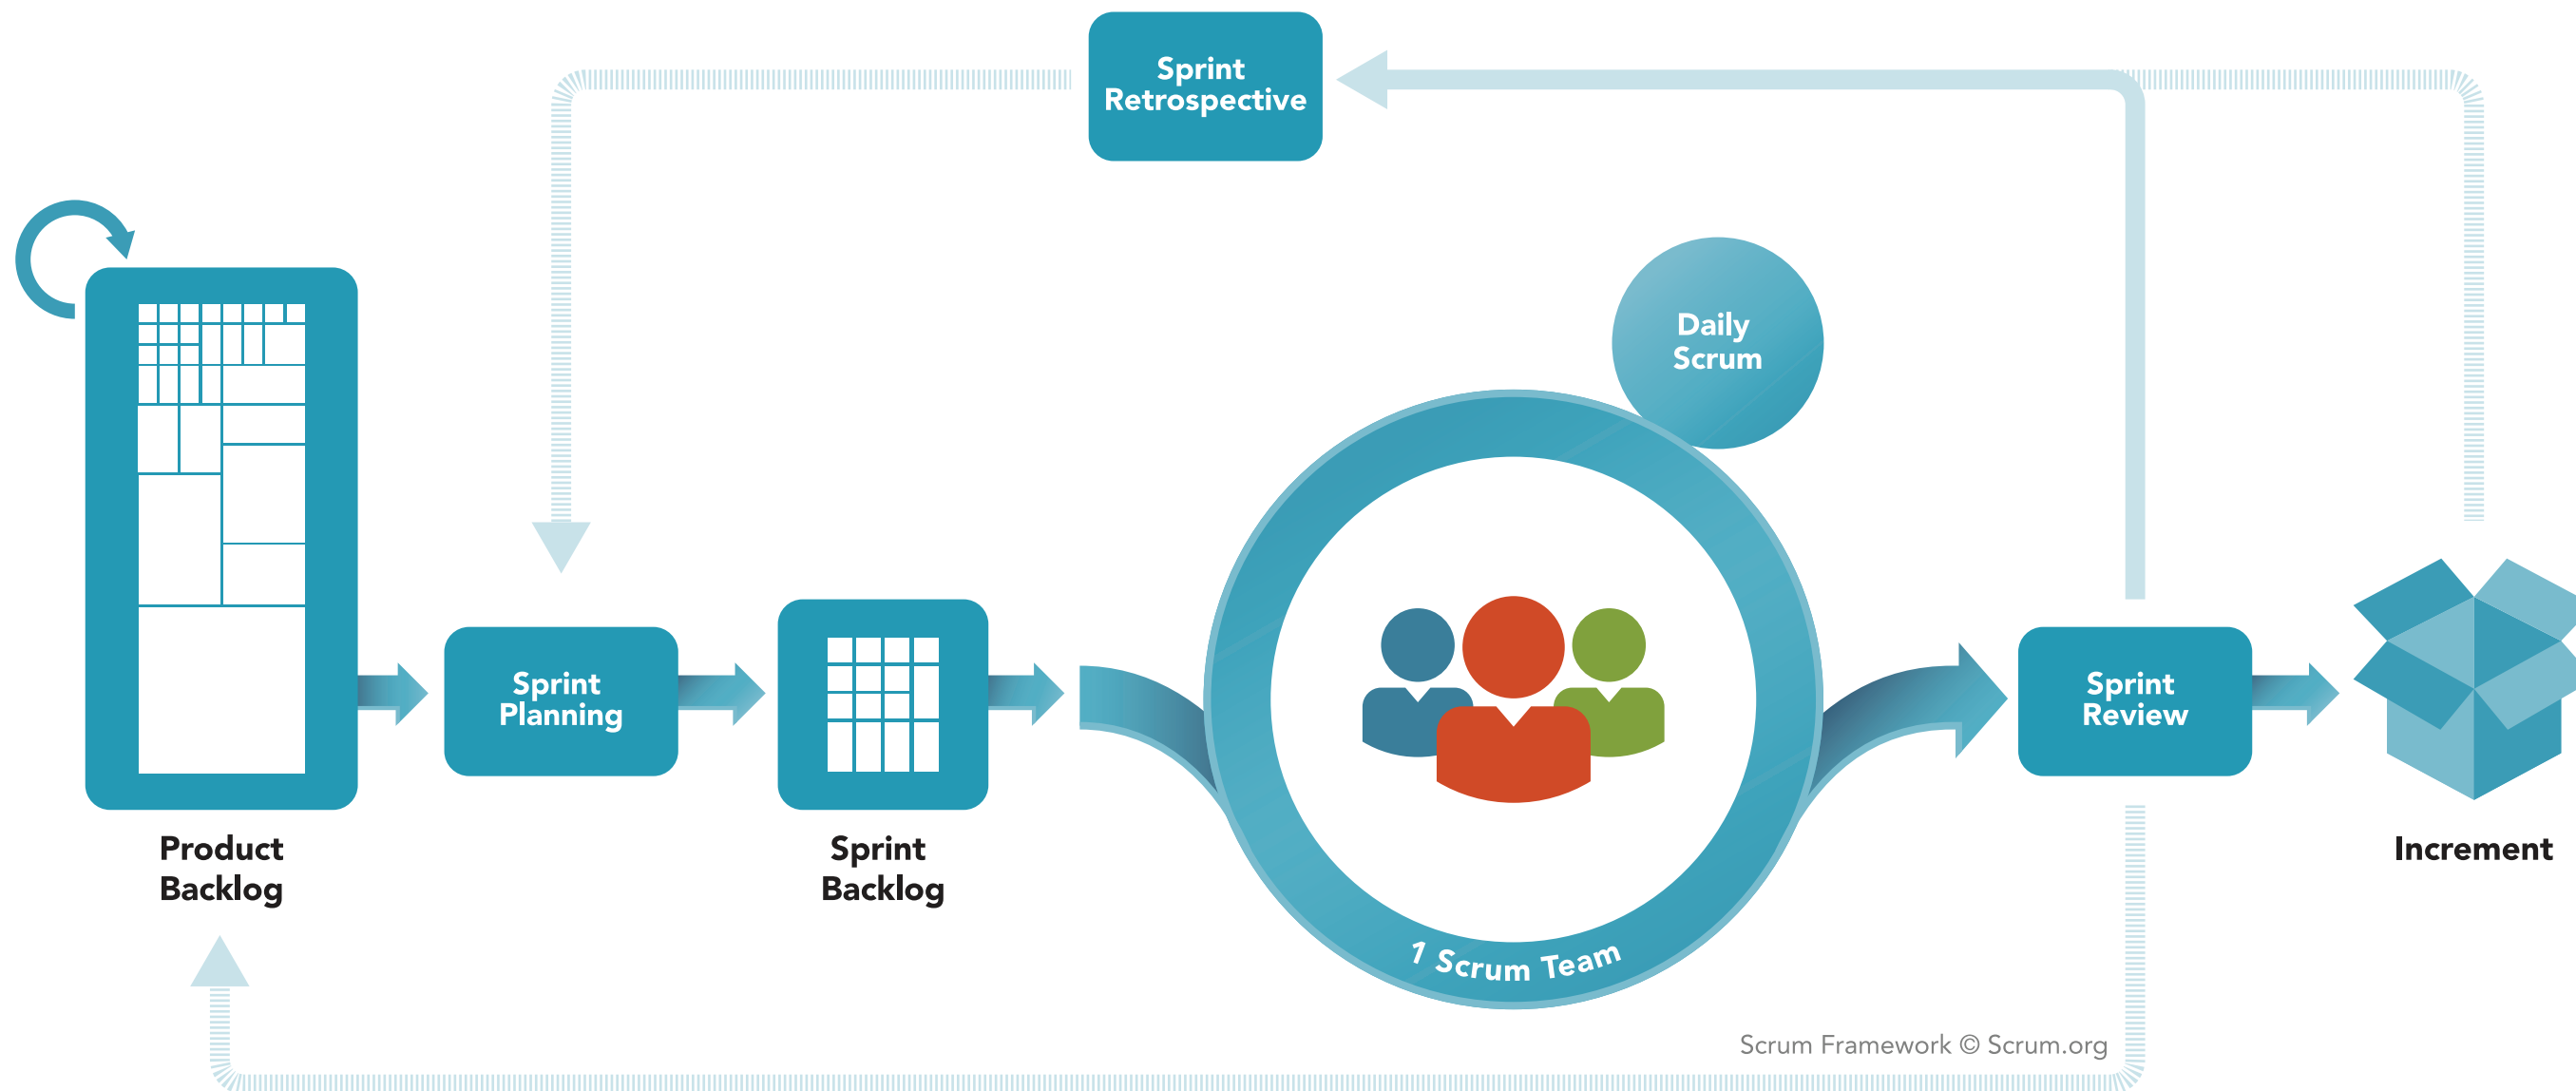 Sprint
Retrospective
Daily
Scrum
Sprint
Planning
Sprint
Review
Product
Backlog
Sprint
Backlog
Increment
1 Scrum Team
Scrum Framework © Scrum.org